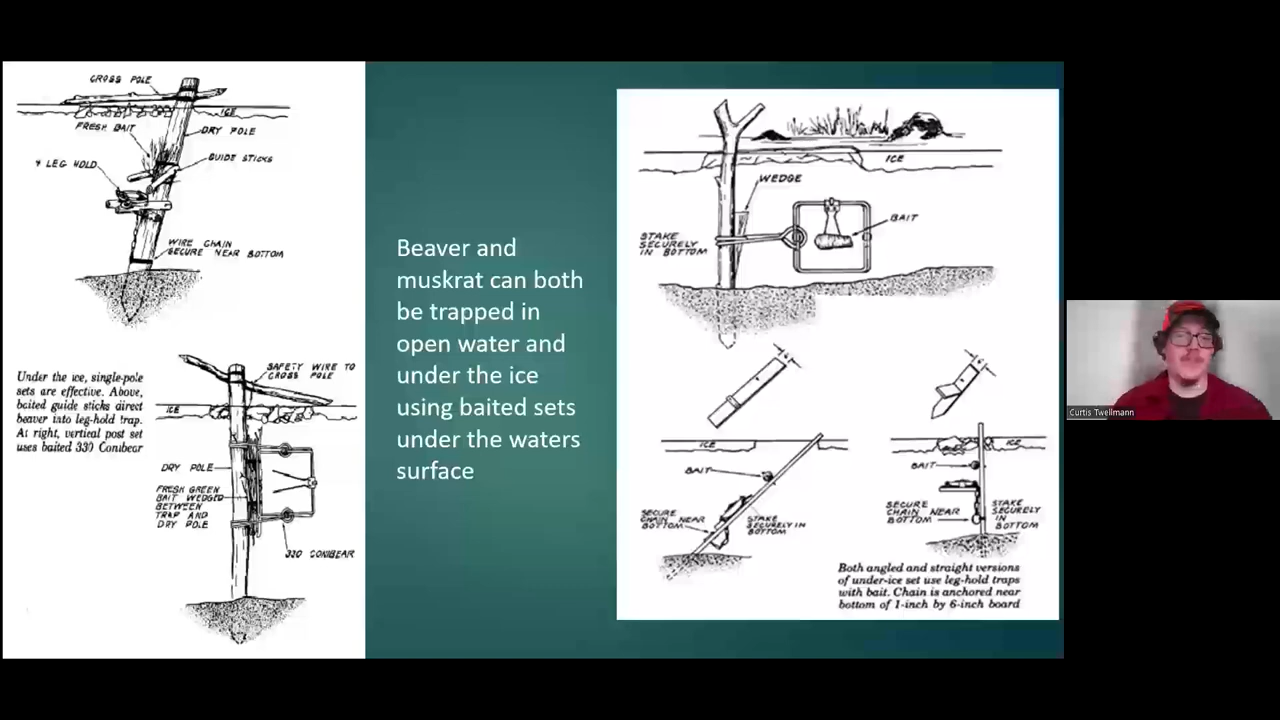 CROSS POLE
ICE
FRESH BAIT
DRY POLE
4 LEG HOLD
GUIDE STICKS
WIRE CHAIN
SECURE NEAR BOTTOM
Under the ice, single-pole
sets are effective. Above,
baited guide sticks direct
beaver into leg-hold trap.
At right, vertical post set
uses baited 330 Conibear
SAFETY WIRE TO
CROSS POLE
ICE
DRY POLE
FRESH GREEN
BAIT WEDGED
BETWEEN
TRAP AND
DRY POLE
330 CONIBEAR
Beaver and
muskrat can both
be trapped in
open water and
under the ice
using baited sets
under the waters
surface
ICE
WEDGE
BAIT
STAKE
SECURELY
IN BOTTOM
ICE
BAIT
SECURE
CHAIN NEAR
BOTTOM
STAKE
SECURELY IN
BOTTOM
ICE
BAIT
SECURE
CHAIN NEAR
BOTTOM
STAKE
SECURELY
IN
BOTTOM
Both angled and straight versions
of under-ice set use leg-hold traps
with bait. Chain is anchored near
bottom of 1-inch by 6-inch board
Curtis Twellmann